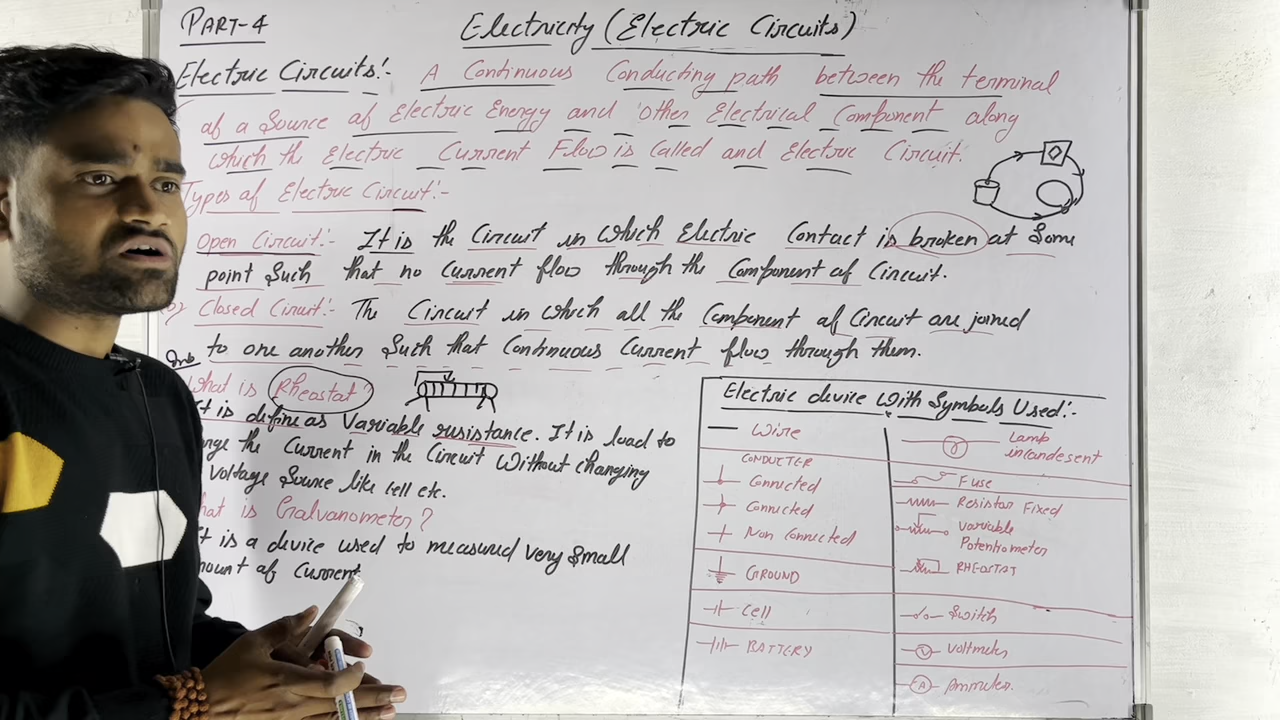 PART-4
Electricity (Electric Circuits)
Electric Circuits:- A Continuous Conducting path between the terminal
of a Source of Electric Energy and Other Electrical Component along
which the Electric Current Flow is Called and Electric Circuit.
Types of Electric Circuit:-
Open Circuit:- It is the Circuit in which Electric Contact is broken at Some
point Such that no Current flow through the Component of Circuit.
Closed Circuit:- The Circuit in which all the Component of Circuit are joined
to one another Such that Continuous Current flow through them.
What is Rheostat?
It is define as Variable resistance. It is
the Current in the Circuit Without changing
Voltage Source like Cell etc.
What is Galvanometer?
It is a device used to measured very Small
mount of Current
Electric device With Symbols Used:-
Wire
CONDUCTER
Connected
Connected
Non Connected
GROUND
Cell
BATTERY
Lamp
incandesent
Fuse
Resistor Fixed
Variable
Potentiometer
RHEOSTAT
Switch
V
Voltmeter
A
Ammeter.